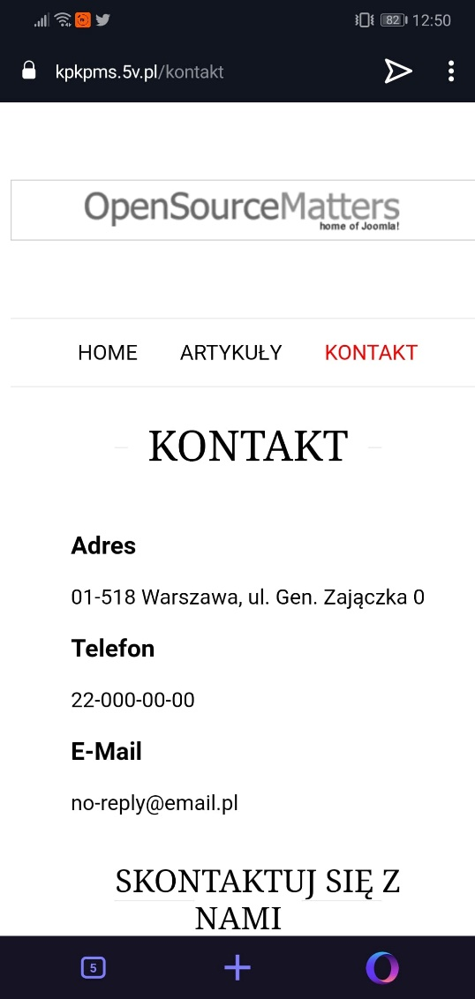 82 12:50
kpkpms.5v.pl/kontakt
OpenSourceMatters
home of Joomla!
HOME ARTYKUŁY KONTAKT
KONTAKT
Adres
01-518 Warszawa, ul. Gen. Zajączka 0
Telefon
22-000-00-00
E-Mail
no-reply@email.pl
SKONTAKTUJ SIĘ Z
NAMI
5